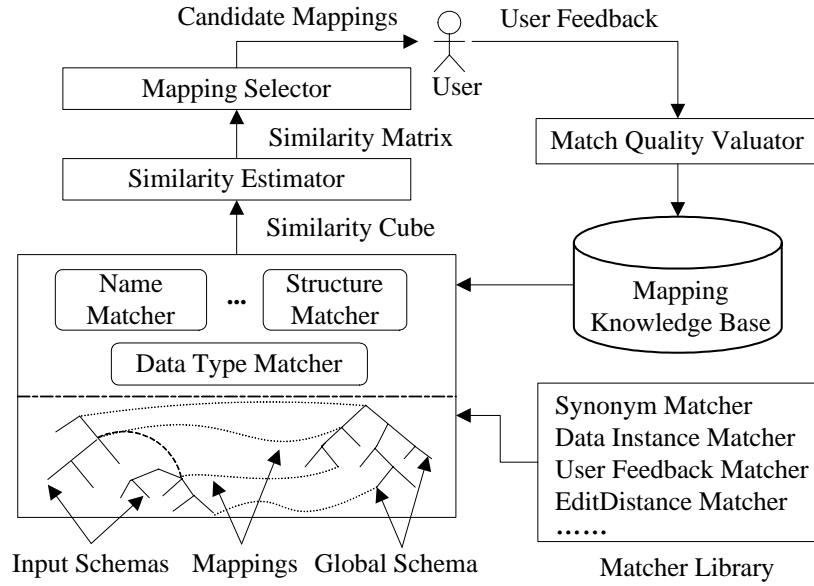 Candidate Mappings
User Feedback
User
Mapping Selector
Similarity Matrix
Match Quality Valuator
Similarity Estimator
Similarity Cube
Name
Matcher
...
Structure
Matcher
Data Type Matcher
Mapping
Knowledge Base
Synonym Matcher
Data Instance Matcher
User Feedback Matcher
EditDistance Matcher
……
Input Schemas
Mappings
Global Schema
Matcher Library